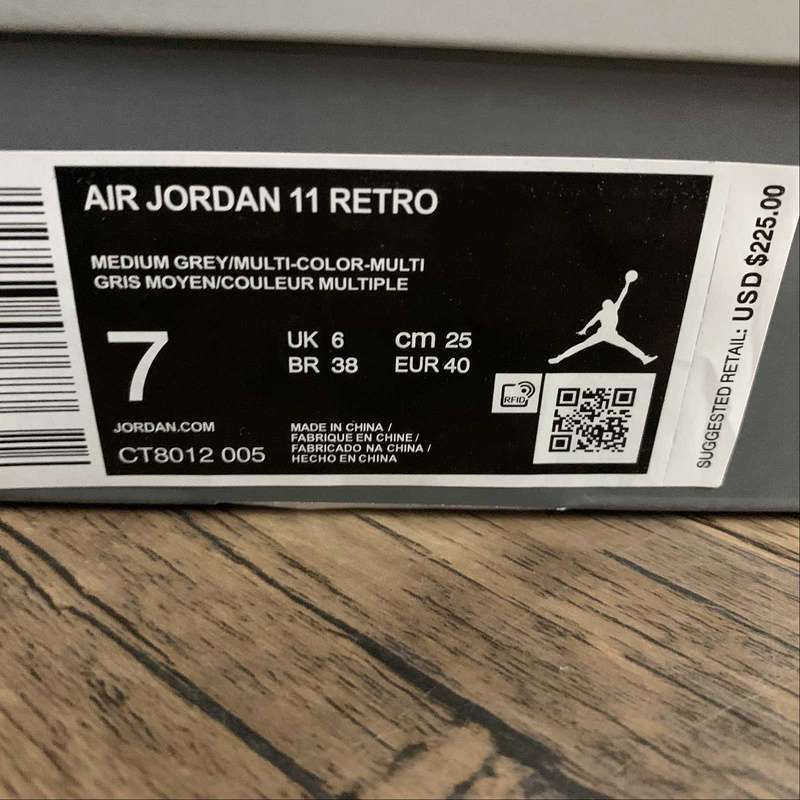 AIR JORDAN 11 RETRO
MEDIUM GREY/MULTI-COLOR-MULTI
GRIS MOYEN/COULEUR MULTIPLE
7
UK 6 cm 25
BR 38 EUR 40
JORDAN.COM
CT8012 005
MADE IN CHINA /
FABRIQUE EN CHINE /
FABRICADO NA CHINA /
HECHO EN CHINA
RFID
SUGGESTED RETAIL: USD $225.00